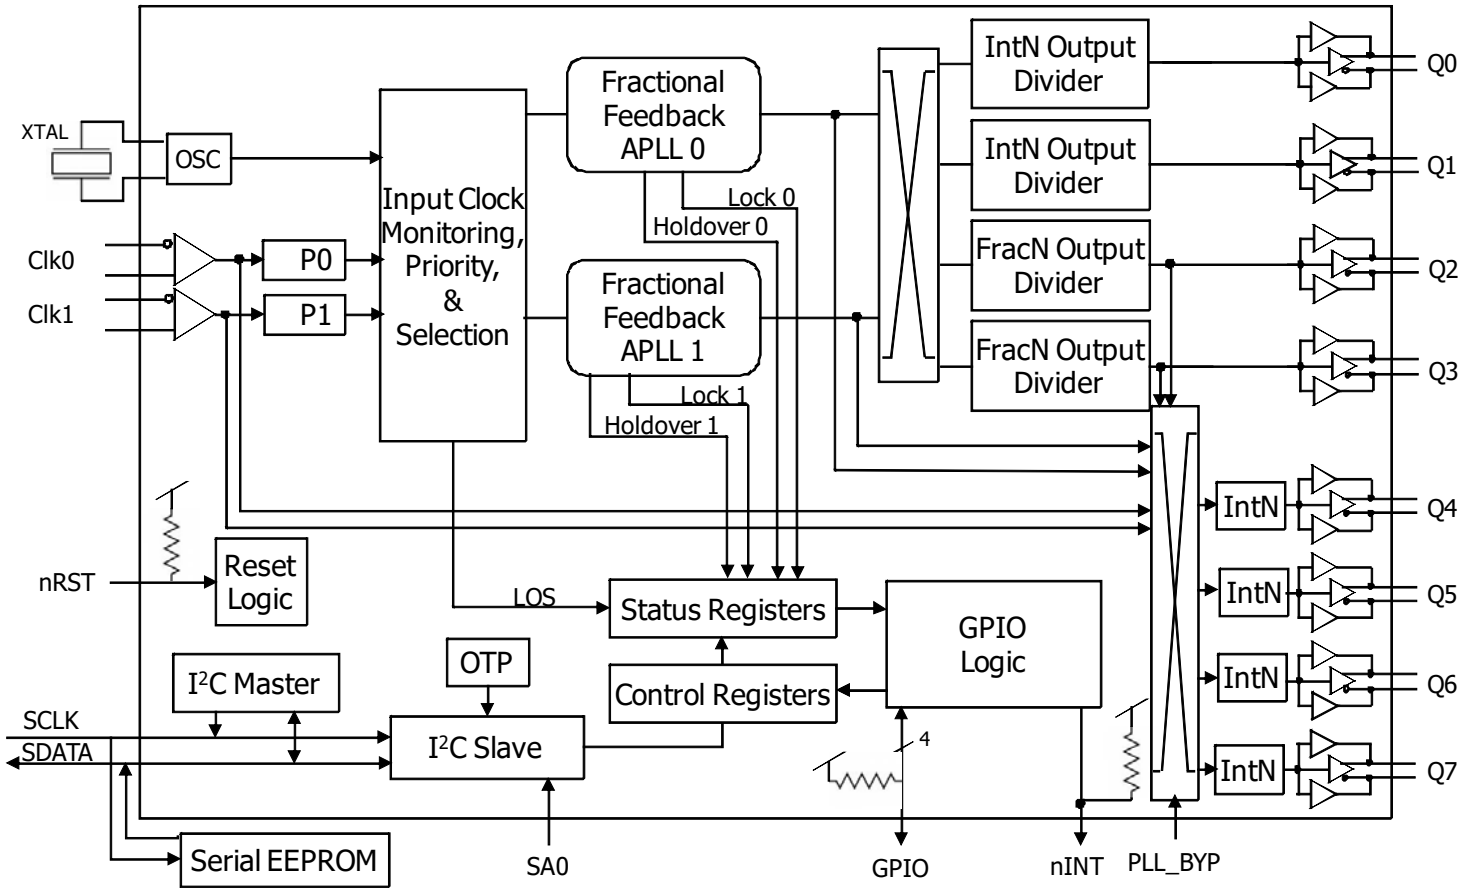 IntN Output
Divider
Q0
Fractional
Feedback
APLL 0
XTAL
OSC
IntN Output
Divider
Q1
Input Clock
Monitoring,
Priority,
&
Selection
Lock 0
Holdover 0
Clk0
P0
FracN Output
Divider
Q2
Clk1
P1
Fractional
Feedback
APLL 1
FracN Output
Divider
Q3
Lock 1
Holdover 1
IntN
Q4
nRST
Reset
Logic
LOS
Status Registers
GPIO
Logic
IntN
Q5
OTP
I²C Master
Control Registers
IntN
Q6
SCLK
SDATA
I²C Slave
4
IntN
Q7
Serial EEPROM
SA0
GPIO
nINT
PLL_BYP